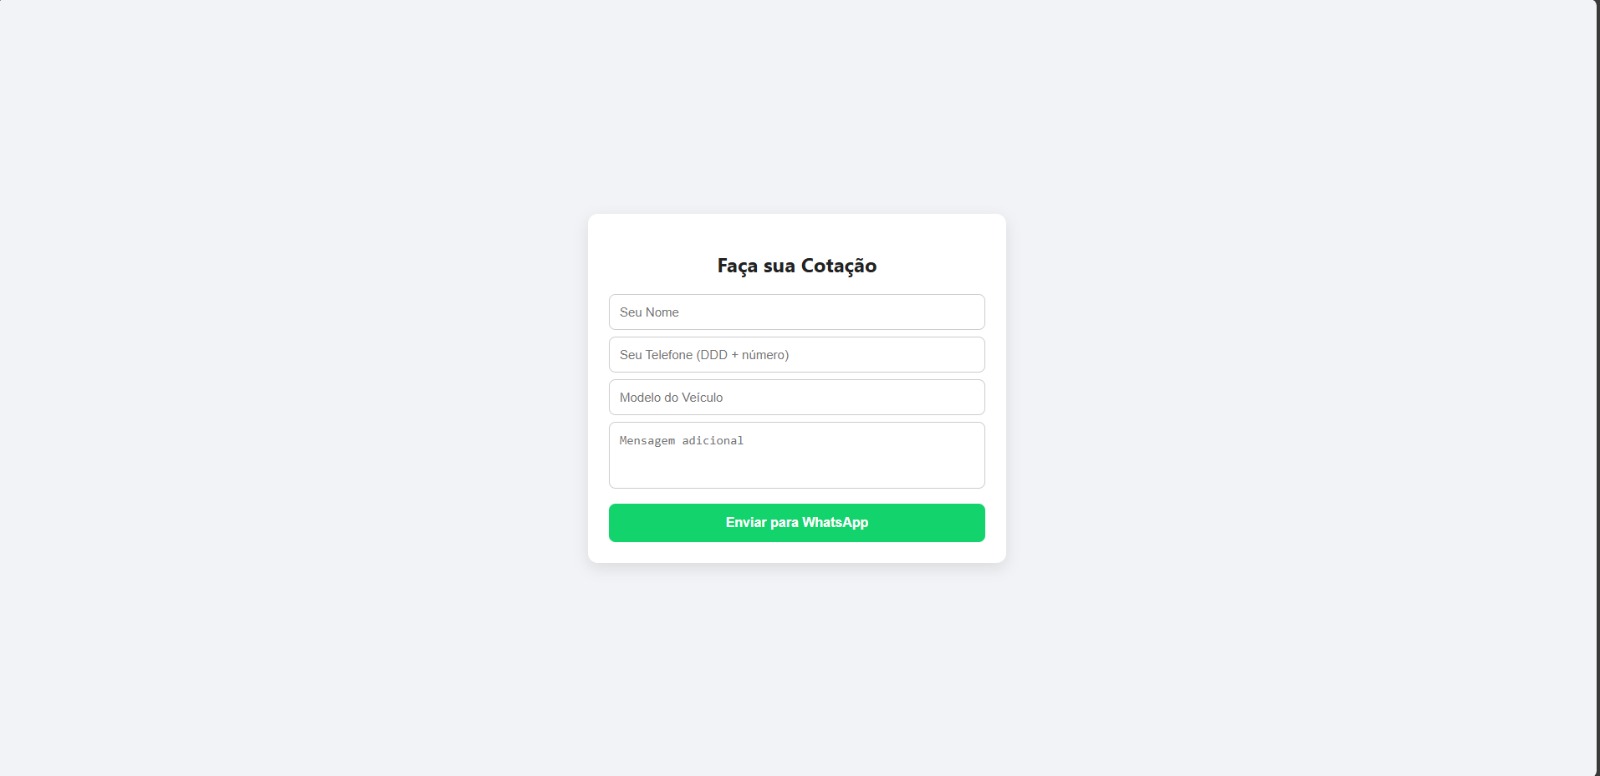 Faça sua Cotação
Seu Nome
Seu Telefone (DDD + número)
Modelo do Veículo
Mensagem adicional
Enviar para WhatsApp